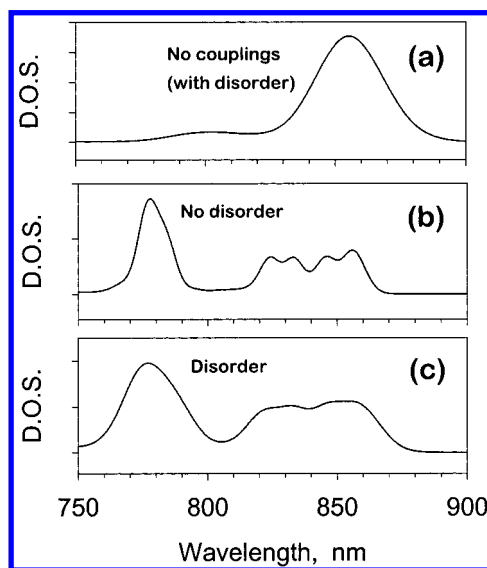 D.O.S.
No couplings
(with disorder)
(a)
D.O.S.
No disorder
(b)
D.O.S.
Disorder
(c)
750 800 850 900
Wavelength, nm